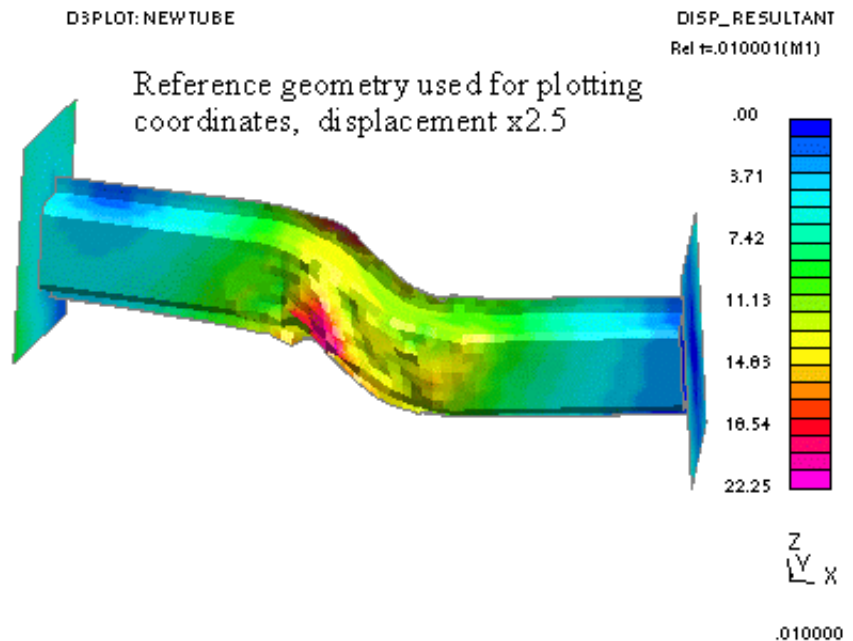 D3PLOT: NEWTUBE
DISP_RESULTANT
Rel t=.010001(M1)
Reference geometry used for plotting
coordinates, displacement x2.5
.00
3.71
7.42
11.13
14.83
18.54
22.25
Z
Y
X
.010000